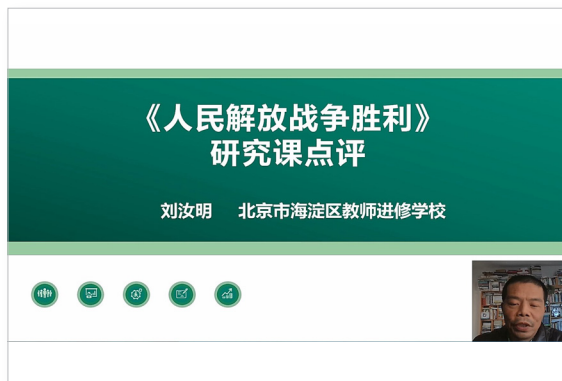 《人民解放战争胜利》
研究课点评
刘汝明 北京市海淀区教师进修学校